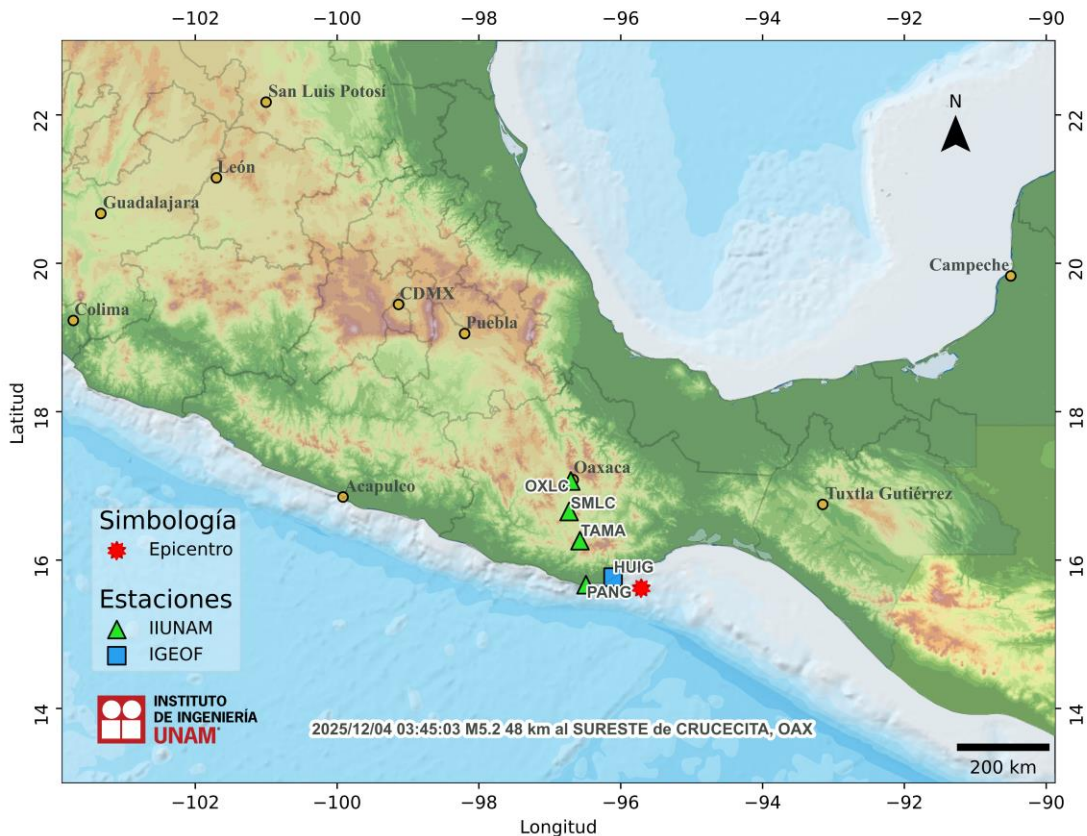 −102
−100
−98
−96
−94
−92
−90
N
22
22
San Luis Potosí
León
Guadalajara
20
20
Campeche
CDMX
Colima
Puebla
Latitud
18
18
Oaxaca
OXLC
Acapulco
Tuxtla Gutiérrez
SMLC
Simbología
TAMA
Epicentro
16
16
HUIG
PANG
Estaciones
IIUNAM
IGEOF
14
14
INSTITUTO
DE INGENIERÍA
UNAM
2025/12/04 03:45:03 M5.2 48 km al SURESTE de CRUCECITA, OAX
200 km
−102
−100
−98
−96
−94
−92
−90
Longitud